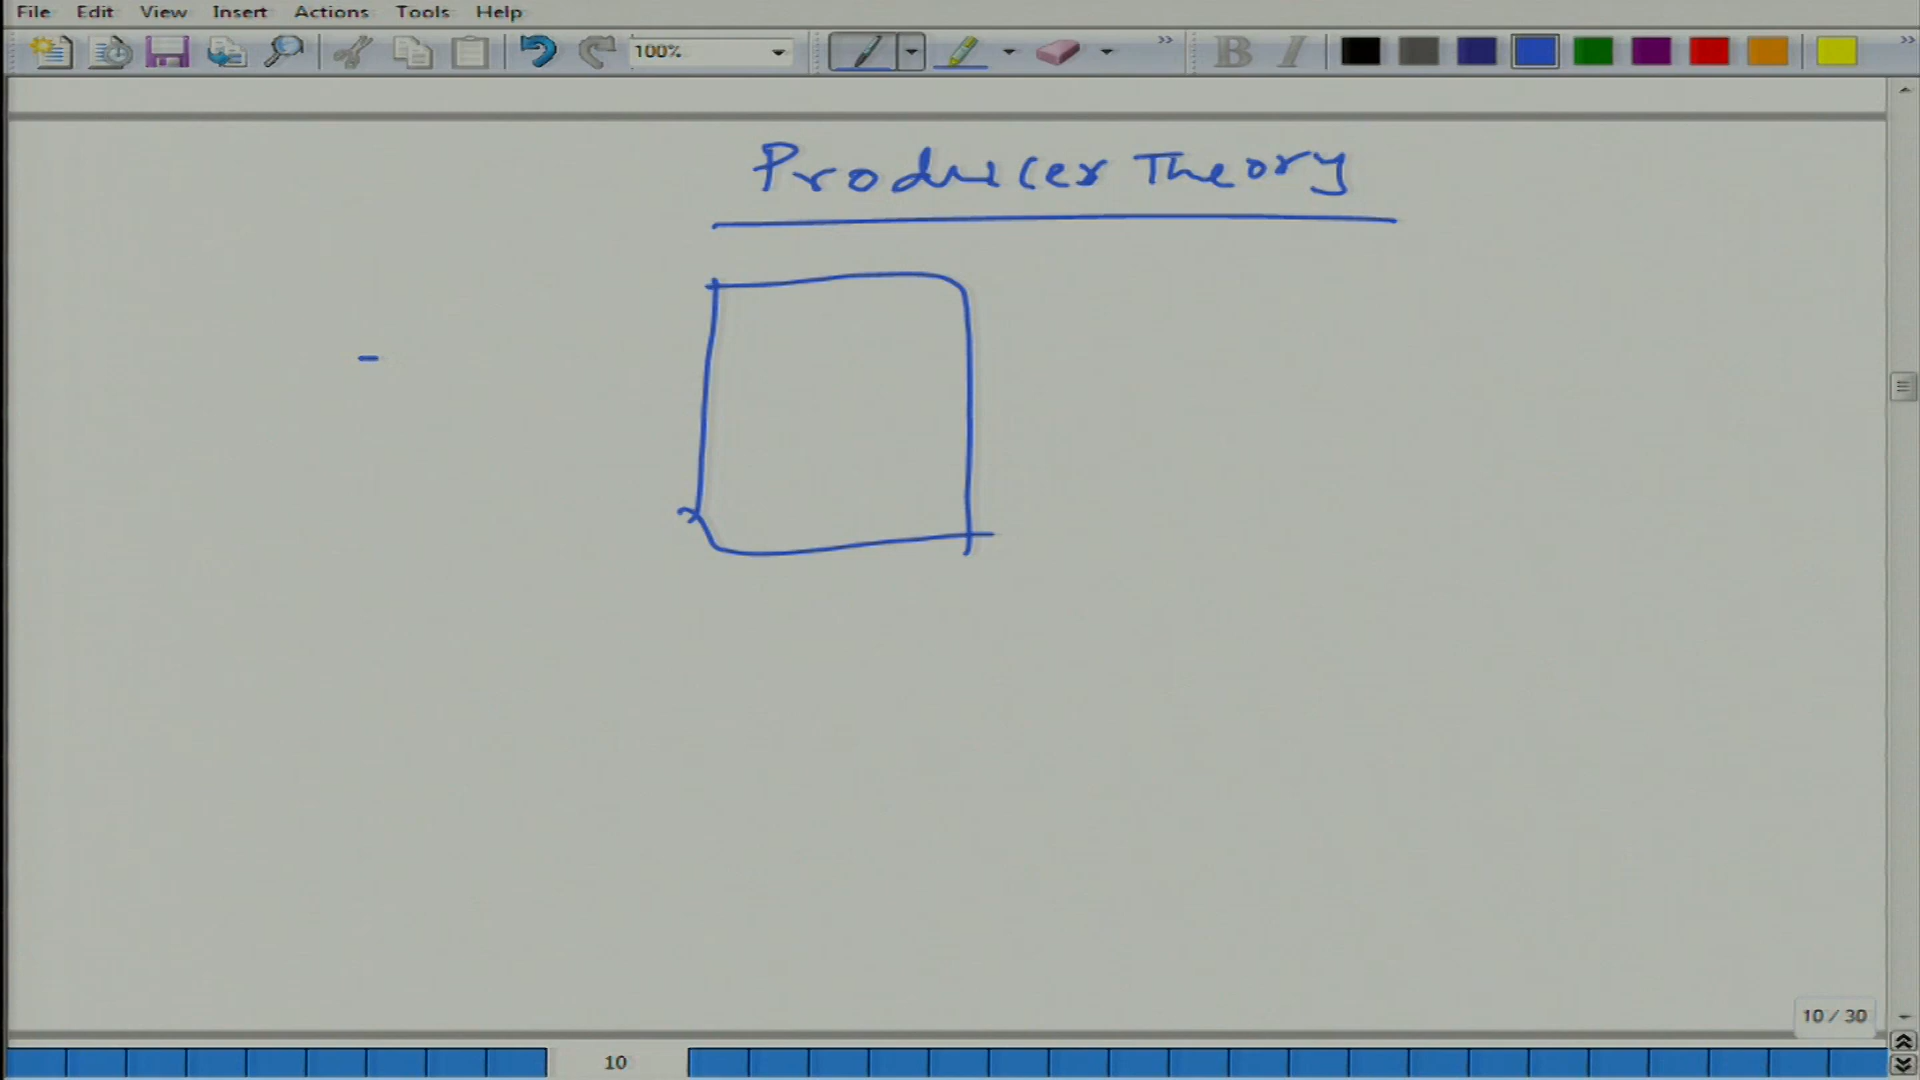 File Edit View Insert Actions Tools Help
100%
B I
Producer Theory
10 / 30
10